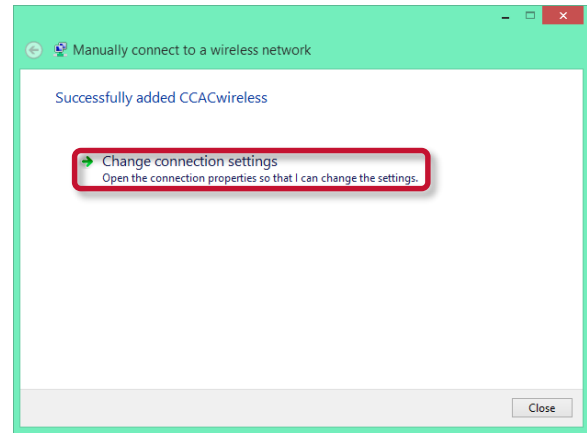 Manually connect to a wireless network
Successfully added CCACwireless
Change connection settings
Open the connection properties so that I can change the settings.
Close